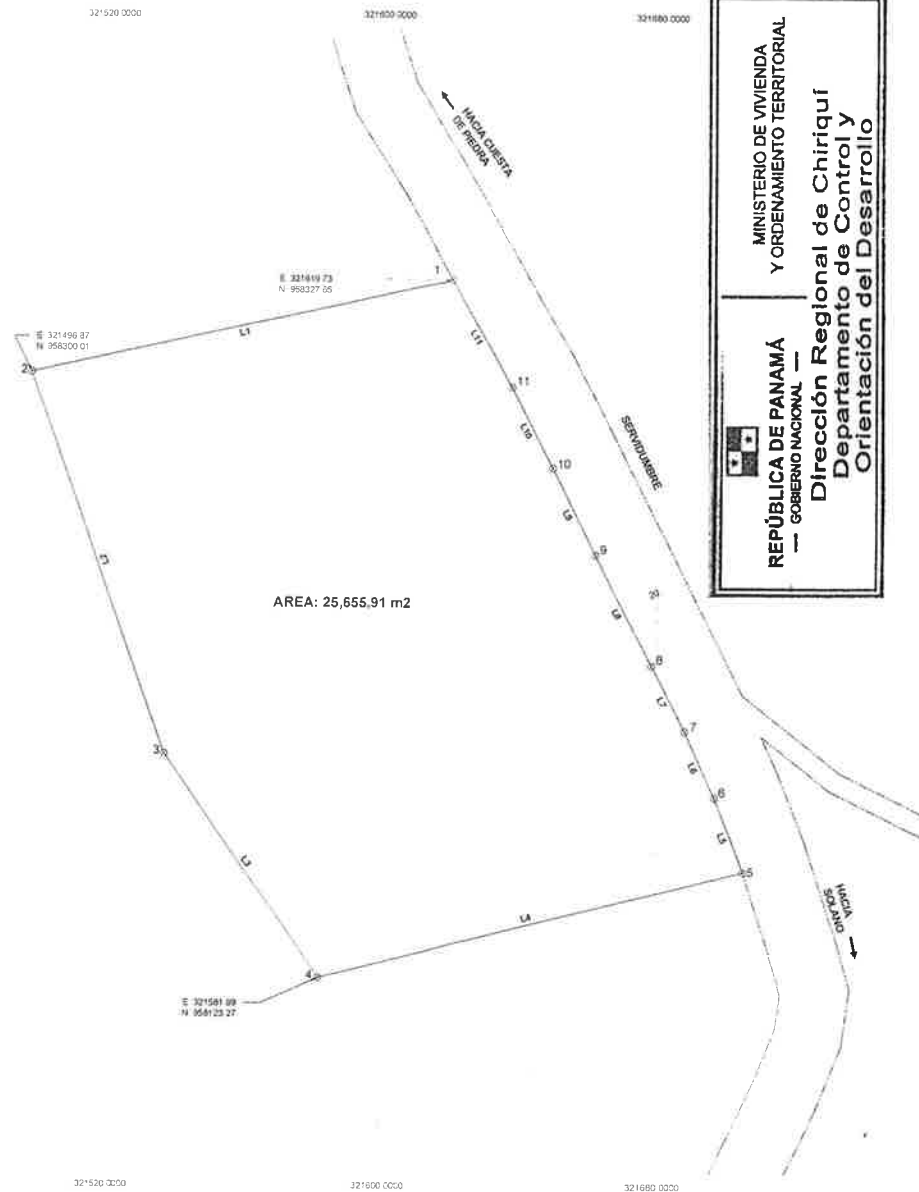 321520 0000
321600 0000
321680 0000
HACIA CUESTA
DE PIEDRA
MINISTERIO DE VIVIENDA
Y ORDENAMIENTO TERRITORIAL
REPÚBLICA DE PANAMÁ
— GOBIERNO NACIONAL —
Dirección Regional de Chiriquí
Departamento de Control y
Orientación del Desarrollo
1
E 321619 73
N 958327 65
L1
E 321496 87
N 958300 01
2
L11
11
L10
10
SERVIDUMBRE
L9
9
L2
AREA: 25,655,91 m2
L8
8
L7
7
3
L6
6
L5
L3
5
HACIA
SOLANO
L4
4
E 321581 89
N 958123 27
321520 0000
321600 0000
321680 0000